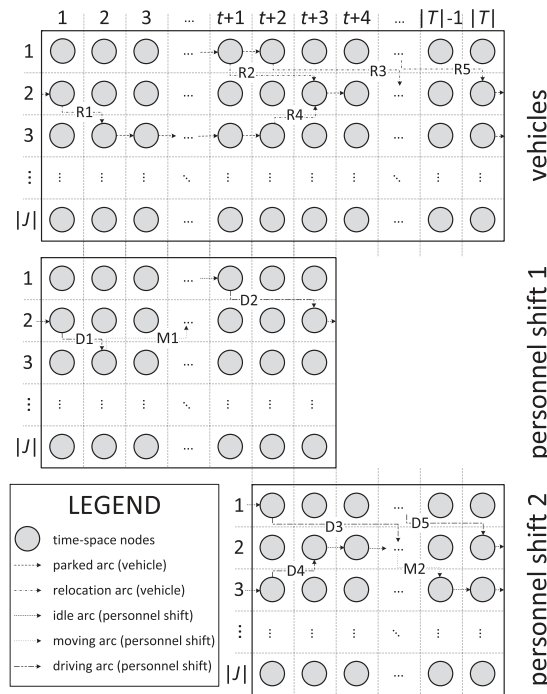 1 2 3 ... t+1 t+2 t+3 t+4 ... |T|-1 |T|
1
R2 R3 R5
2
R1 R4
3
⋮ ⋮ ⋮ ⋮ ⋱ ⋮ ⋮ ⋮ ⋮ ⋱ ⋮ ⋮
|J| ... ...
vehicles
1 ...
D2
2 ...
D1 M1
3 ...
⋮ ⋮ ⋮ ⋮ ⋱ ⋮ ⋮ ⋮
|J| ...
personnel shift 1
1 ...
D3 D5
2 ...
D4 M2
3 ...
⋮ ⋮ ⋮ ⋮ ⋱ ⋮ ⋮
|J| ...
personnel shift 2
LEGEND
time-space nodes
parked arc (vehicle)
relocation arc (vehicle)
idle arc (personnel shift)
moving arc (personnel shift)
driving arc (personnel shift)